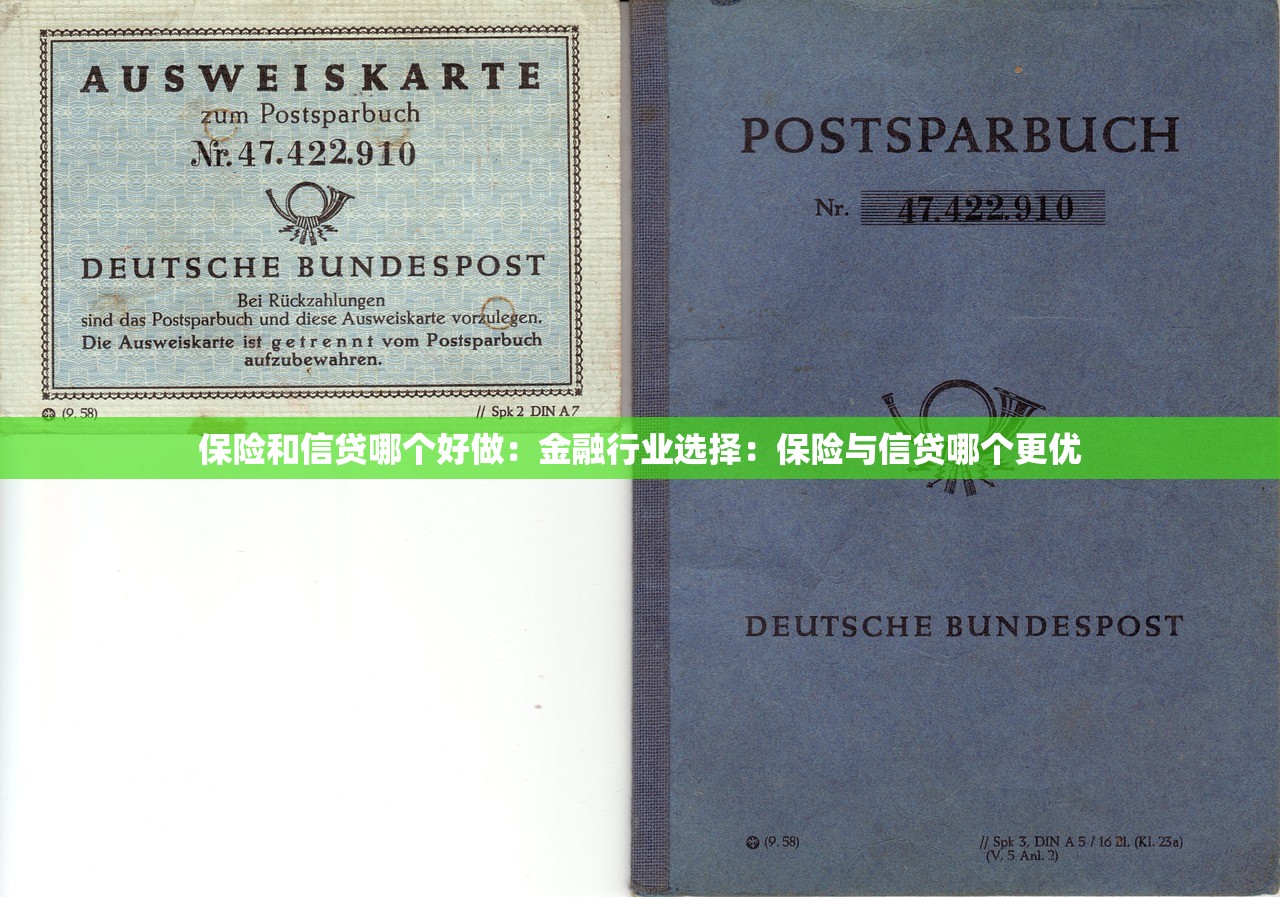 AUSWEISKARTE
zum Postsparbuch
Nr. 47.422.910
DEUTSCHE BUNDESPOST
Bei Rückzahlungen
sind das Postsparbuch und diese Ausweiskarte vorzulegen.
Die Ausweiskarte ist getrennt vom Postsparbuch
aufzubewahren.
(9. 58)
// Spk 2 DIN A 7
保险和信贷哪个好做：金融行业选择：保险与信贷哪个更优
POSTSPARBUCH
Nr. 47.422.910
DEUTSCHE BUNDESPOST
(9. 58)
// Spk 3, DIN A 5 / 16 Bl. (Kl. 23a)
(V, 5 Anl. 2)